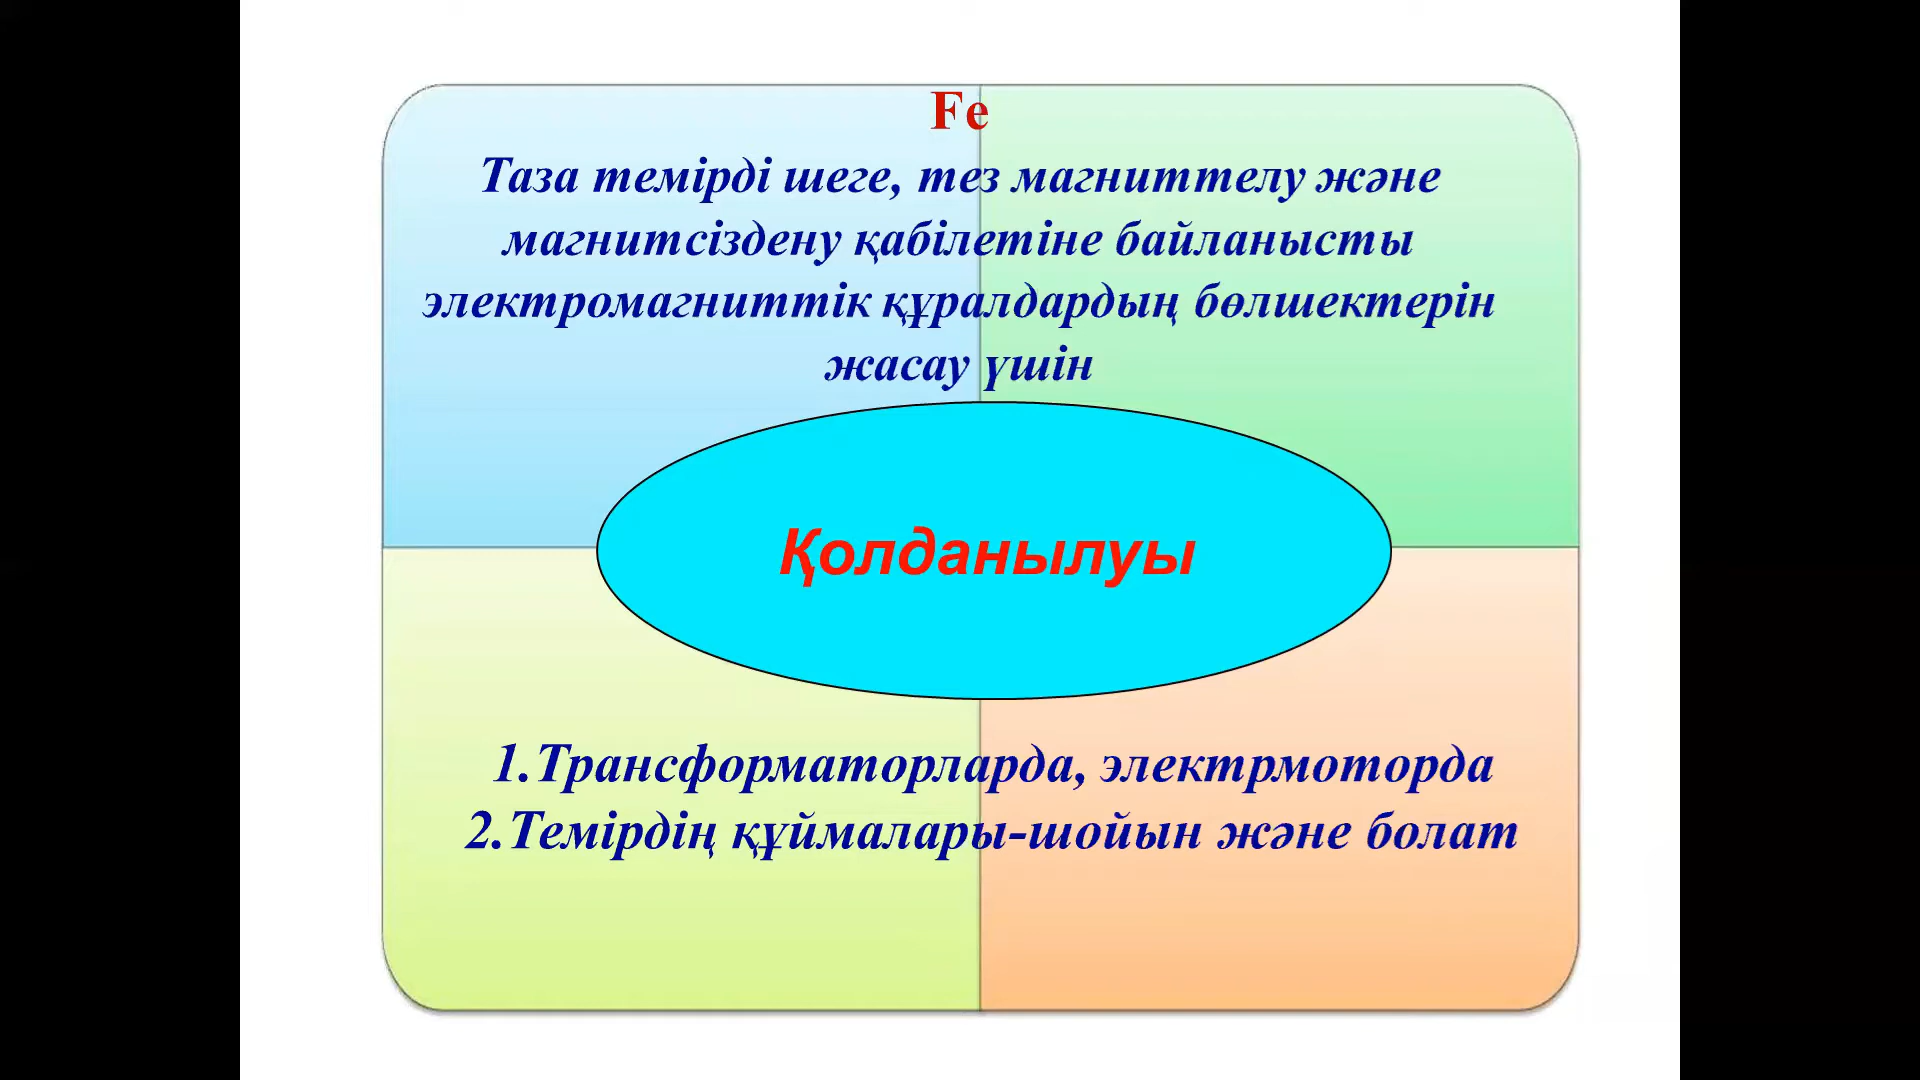 Fe
Таза темірді шеге, тез магниттелу және
магнитсіздену қабілетіне байланысты
электромагниттік құралдардың бөлшектерін
жасау үшін
Қолданылуы
1.Трансформаторларда, электрмоторда
2.Темірдің құймалары-шойын және болат